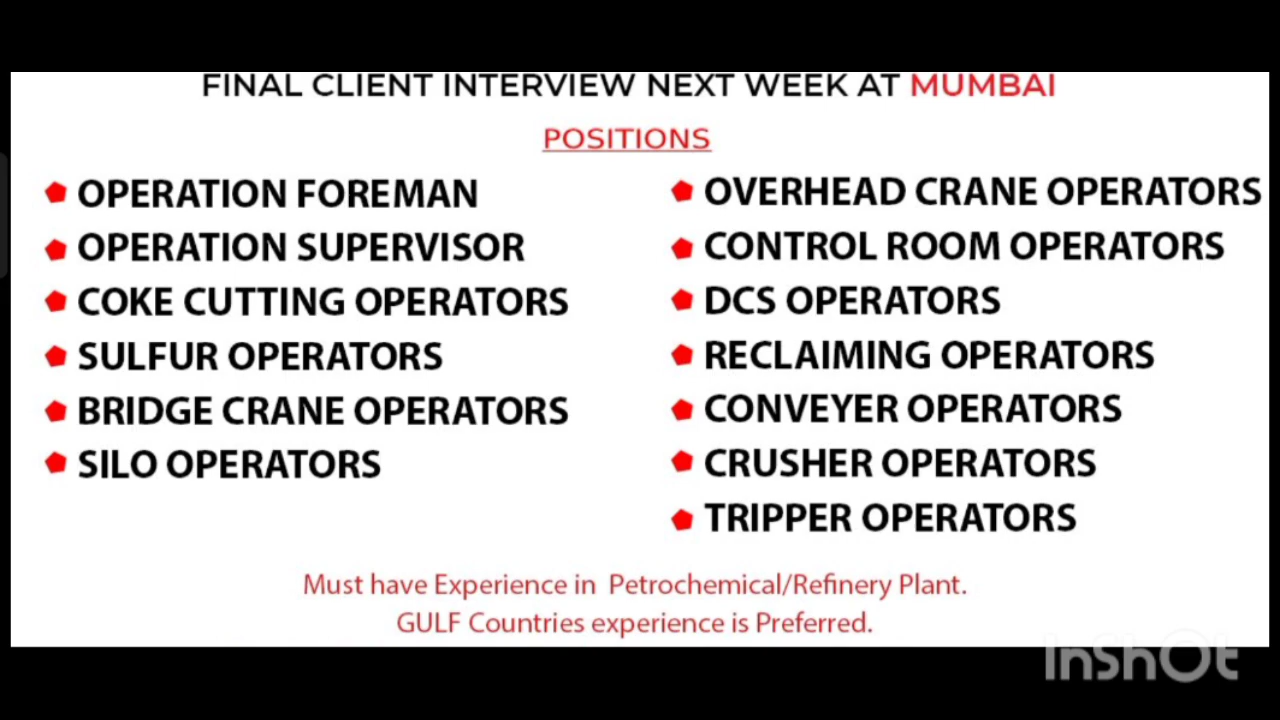 FINAL CLIENT INTERVIEW NEXT WEEK AT MUMBAI
POSITIONS
OPERATION FOREMAN
OPERATION SUPERVISOR
COKE CUTTING OPERATORS
SULFUR OPERATORS
BRIDGE CRANE OPERATORS
SILO OPERATORS
OVERHEAD CRANE OPERATORS
CONTROL ROOM OPERATORS
DCS OPERATORS
RECLAIMING OPERATORS
CONVEYER OPERATORS
CRUSHER OPERATORS
TRIPPER OPERATORS
Must have Experience in Petrochemical/Refinery Plant.
GULF Countries experience is Preferred.
InShOt